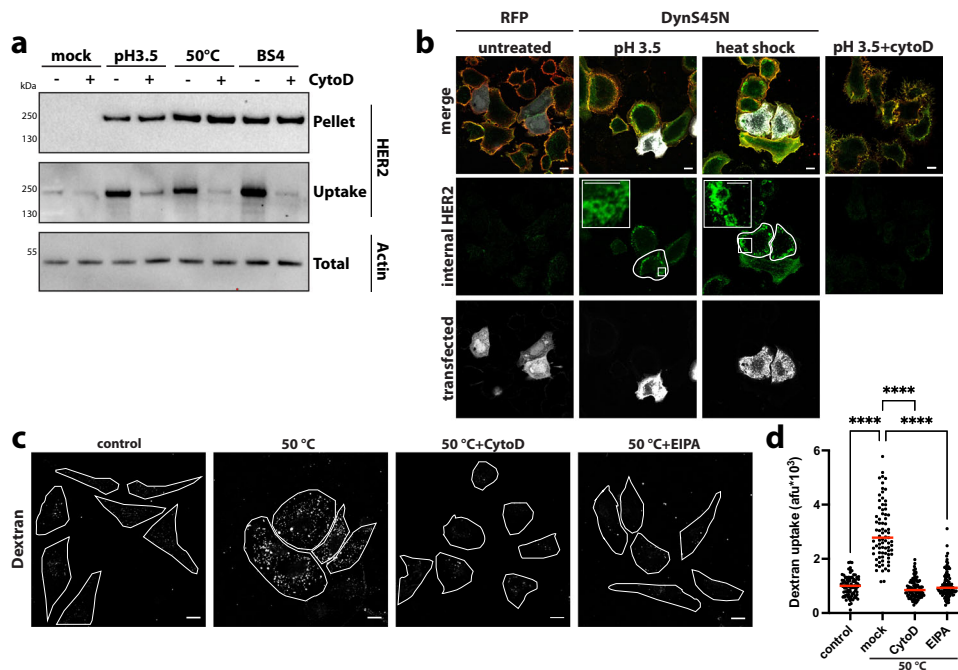 a
mock pH3.5 50°C BS4
- + - + - + - + CytoD
kDa
250
130
Pellet
250
130
Uptake
HER2
55
Total
Actin
b
RFP DynS45N
untreated pH 3.5 heat shock pH 3.5+cytoD
merge
internal HER2
transfected
c
control 50 °C 50 °C+CytoD 50 °C+EIPA
Dextran
d
****
**** ****
Dextran uptake (afu*10³)
6
4
2
0
control mock CytoD EIPA
50 °C